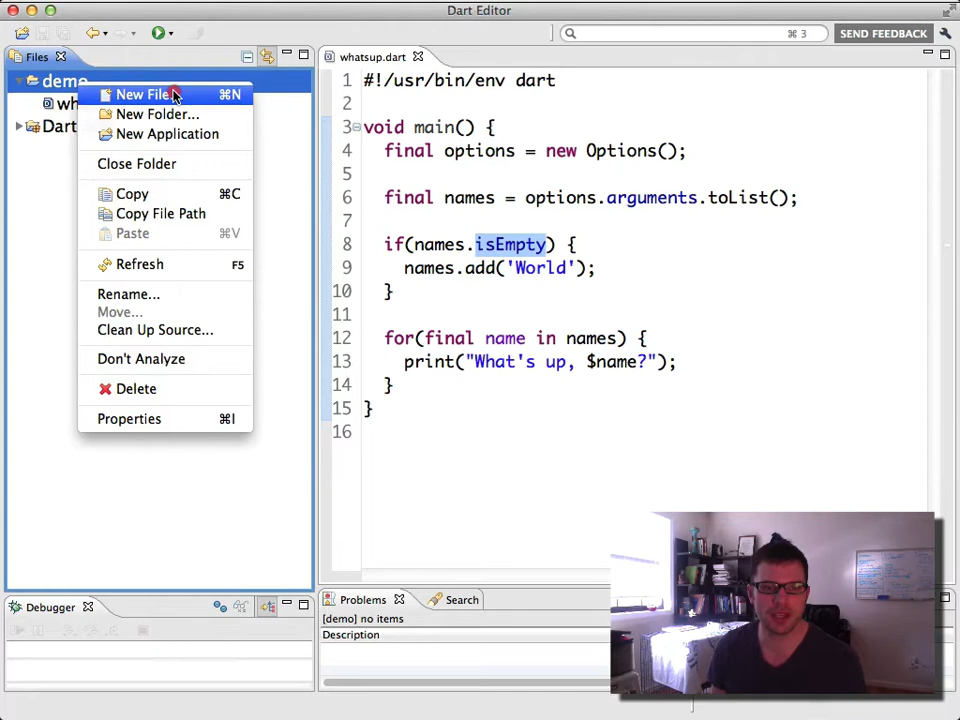 Dart Editor
⌘ 3
SEND FEEDBACK
Files
demo
wh
Dart
New File
⌘N
New Folder...
New Application
Close Folder
Copy
⌘C
Copy File Path
Paste
⌘V
Refresh
F5
Rename...
Move...
Clean Up Source...
Don't Analyze
Delete
Properties
⌘I
whatsup.dart
1 #!/usr/bin/env dart
2
3 void main() {
4 final options = new Options();
5
6 final names = options.arguments.toList();
7
8 if(names.isEmpty) {
9 names.add('World');
10 }
11
12 for(final name in names) {
13 print("What's up, $name?");
14 }
15 }
16
Debugger
Problems
Search
[demo] no items
Description